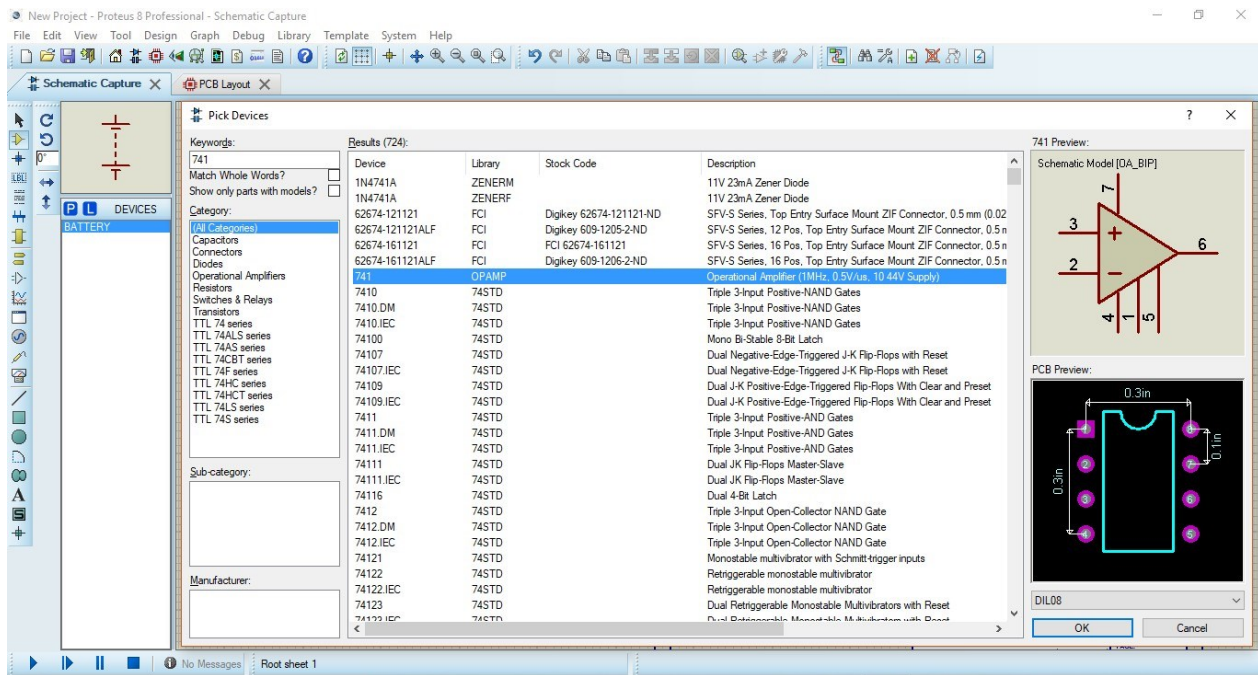 New Project - Proteus 8 Professional - Schematic Capture
File Edit View Tool Design Graph Debug Library Template System Help
Schematic Capture X PCB Layout X
Pick Devices ? X
Keywords:
741
Match Whole Words?
Show only parts with models?
Category:
(All Categories)
Capacitors
Connectors
Diodes
Operational Amplifiers
Resistors
Switches & Relays
Transistors
TTL 74 series
TTL 74ALS series
TTL 74AS series
TTL 74CBT series
TTL 74F series
TTL 74HC series
TTL 74HCT series
TTL 74LS series
TTL 74S series
Sub-category:
Manufacturer:
0°
LBL
P L DEVICES
BATTERY
A
S
Results (724):
Device Library Stock Code Description
1N4741A ZENERM 11V 23mA Zener Diode
1N4741A ZENERF 11V 23mA Zener Diode
62674-121121 FCI Digikey 62674-121121-ND SFV-S Series, Top Entry Surface Mount ZIF Connector, 0.5 mm (0.02
62674-121121ALF FCI Digikey 609-1205-2-ND SFV-S Series, 12 Pos, Top Entry Surface Mount ZIF Connector, 0.5 n
62674-161121 FCI FCI 62674-161121 SFV-S Series, 16 Pos, Top Entry Surface Mount ZIF Connector, 0.5 n
62674-161121ALF FCI Digikey 609-1206-2-ND SFV-S Series, 16 Pos, Top Entry Surface Mount ZIF Connector, 0.5 n
741 OPAMP Operational Amplifier (1MHz, 0.5V/us, 10 44V Supply)
7410 74STD Triple 3-Input Positive-NAND Gates
7410.DM 74STD Triple 3-Input Positive-NAND Gates
7410.IEC 74STD Triple 3-Input Positive-NAND Gates
74100 74STD Mono Bi-Stable 8-Bit Latch
74107 74STD Dual Negative-Edge-Triggered J-K Flip-Flops with Reset
74107.IEC 74STD Dual Negative-Edge-Triggered J-K Flip-Flops with Reset
74109 74STD Dual J-K Positive-Edge-Triggered Flip-Flops With Clear and Preset
74109.IEC 74STD Dual J-K Positive-Edge-Triggered Flip-Flops With Clear and Preset
7411 74STD Triple 3-Input Positive-AND Gates
7411.DM 74STD Triple 3-Input Positive-AND Gates
7411.IEC 74STD Triple 3-Input Positive-AND Gates
74111 74STD Dual JK Flip-Flops Master-Slave
74111.IEC 74STD Dual JK Flip-Flops Master-Slave
74116 74STD Dual 4-Bit Latch
7412 74STD Triple 3-Input Open-Collector NAND Gate
7412.DM 74STD Triple 3-Input Open-Collector NAND Gate
7412.IEC 74STD Triple 3-Input Open-Collector NAND Gate
74121 74STD Monostable multivibrator with Schmitt-trigger inputs
74122 74STD Retriggerable monostable multivibrator
74122.IEC 74STD Retriggerable monostable multivibrator
74123 74STD Dual Retriggerable Monostable Multivibrators with Reset
74123.IEC 74STD Dual Retriggerable Monostable Multivibrators with Reset
741 Preview:
Schematic Model [OA_BIP]
7
3
6
2
4 1 5
PCB Preview:
0.3in
0.1in
0.3in
2
3
7
6
5
DIL08
OK Cancel
No Messages Root sheet 1